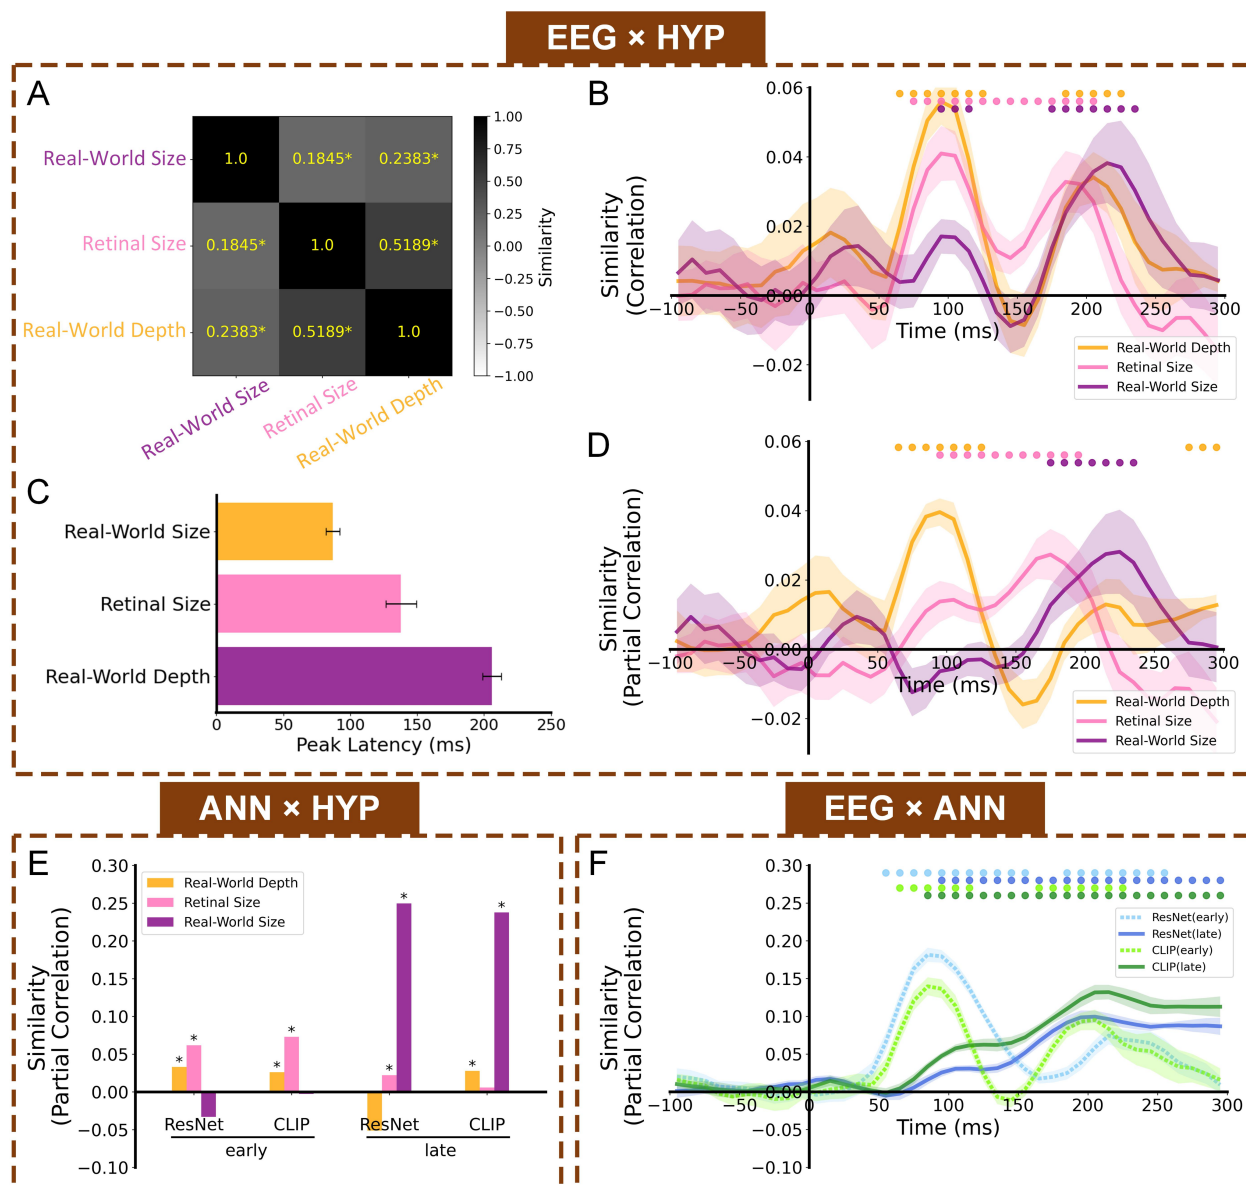 EEG × HYP
A
Real-World Size
Retinal Size
Real-World Depth
1.0
0.1845*
0.2383*
0.1845*
1.0
0.5189*
0.2383*
0.5189*
1.0
Real-World Size
Retinal Size
Real-World Depth
1.00
0.75
0.50
0.25
0.00
−0.25
−0.50
−0.75
−1.00
Similarity
B
0.06
0.04
0.02
0.00
−0.02
Similarity
(Correlation)
−100
−50
0
50
100
150
200
250
300
Time (ms)
Real-World Depth
Retinal Size
Real-World Size
C
Real-World Size
Retinal Size
Real-World Depth
0
50
100
150
200
250
Peak Latency (ms)
D
0.06
0.04
0.02
0.00
−0.02
Similarity
(Partial Correlation)
−100
−50
0
50
100
150
200
250
300
Time (ms)
Real-World Depth
Retinal Size
Real-World Size
ANN × HYP
E
0.30
0.25
0.20
0.15
0.10
0.05
0.00
−0.05
−0.10
Similarity
(Partial Correlation)
Real-World Depth
Retinal Size
Real-World Size
*
*
*
*
*
*
*
*
ResNet
CLIP
ResNet
CLIP
early
late
EEG × ANN
F
0.30
0.25
0.20
0.15
0.10
0.05
0.00
−0.05
−0.10
Similarity
(Partial Correlation)
−100
−50
0
50
100
150
200
250
300
Time (ms)
ResNet(early)
ResNet(late)
CLIP(early)
CLIP(late)